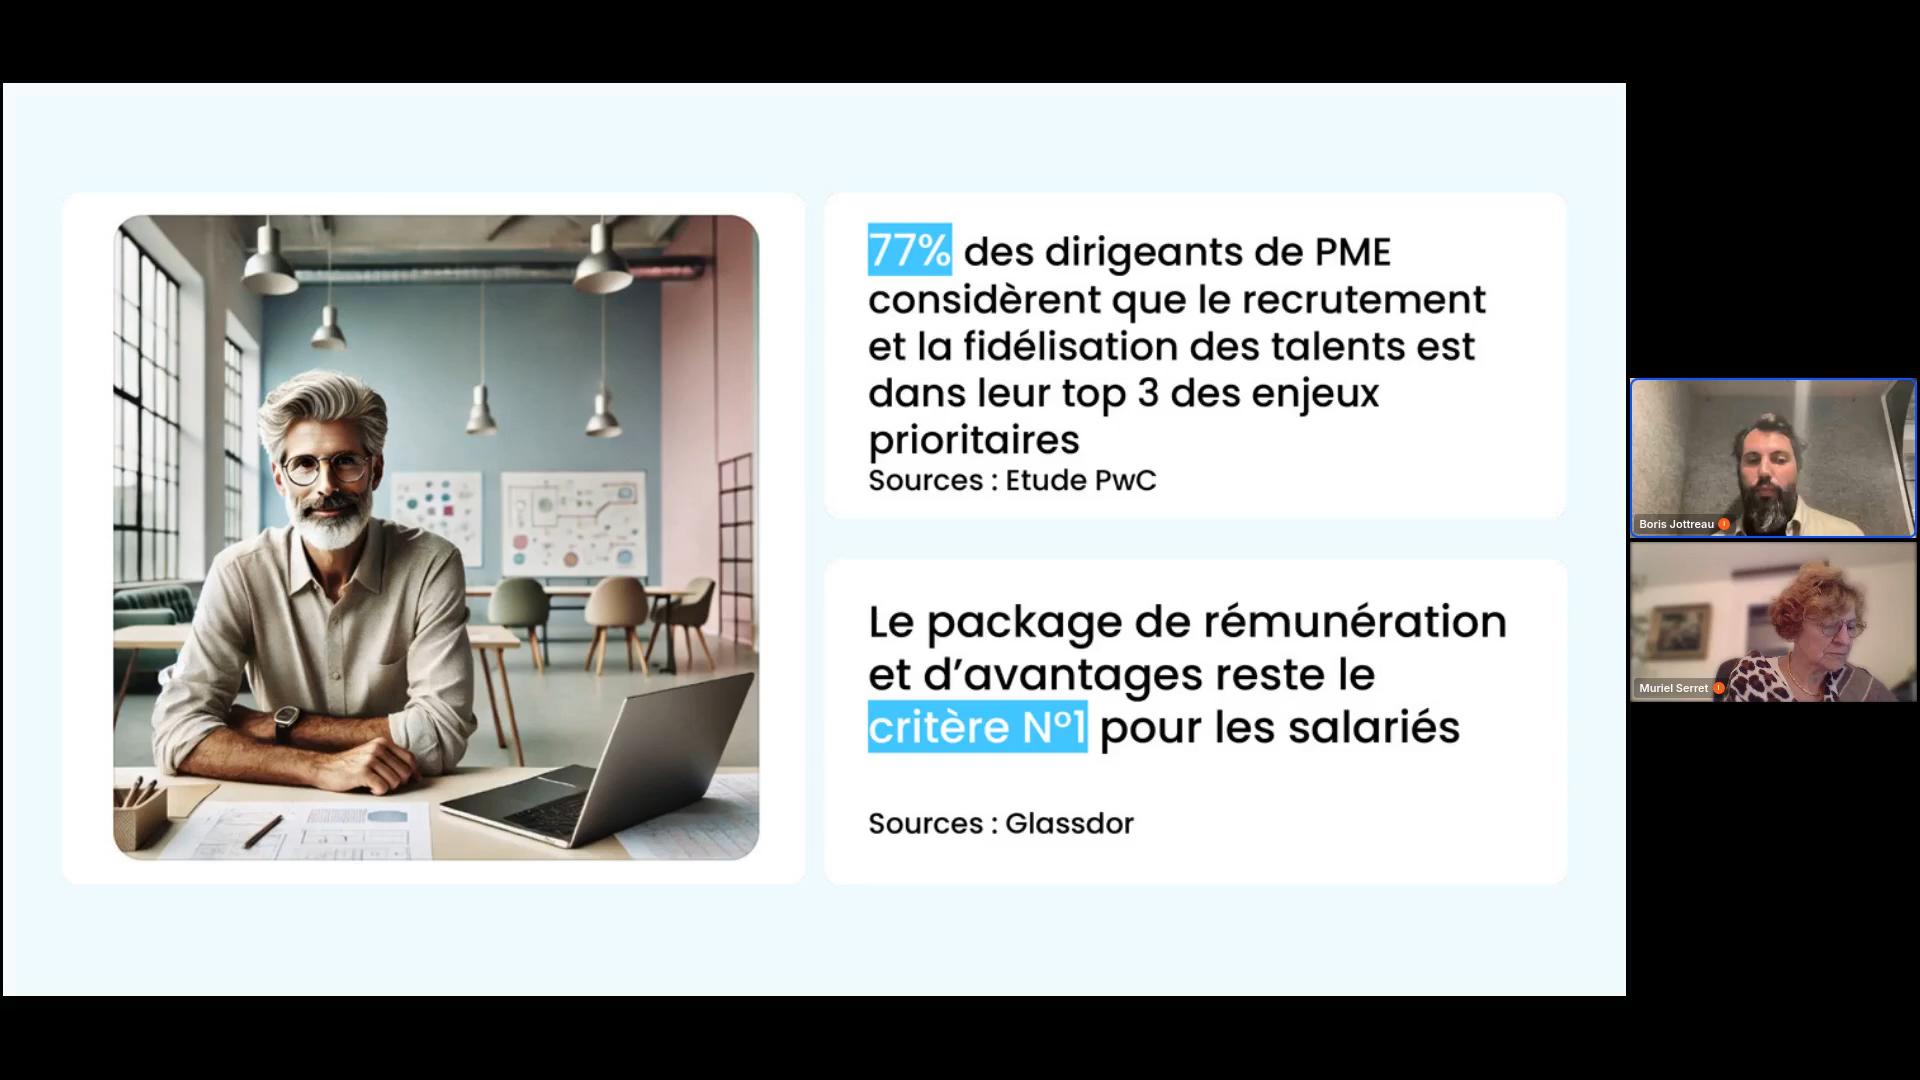 77% des dirigeants de PME
considèrent que le recrutement
et la fidélisation des talents est
dans leur top 3 des enjeux
prioritaires
Sources : Etude PwC
Le package de rémunération
et d’avantages reste le
critère N°1 pour les salariés
Sources : Glassdor
Boris Jottreau
Muriel Serret